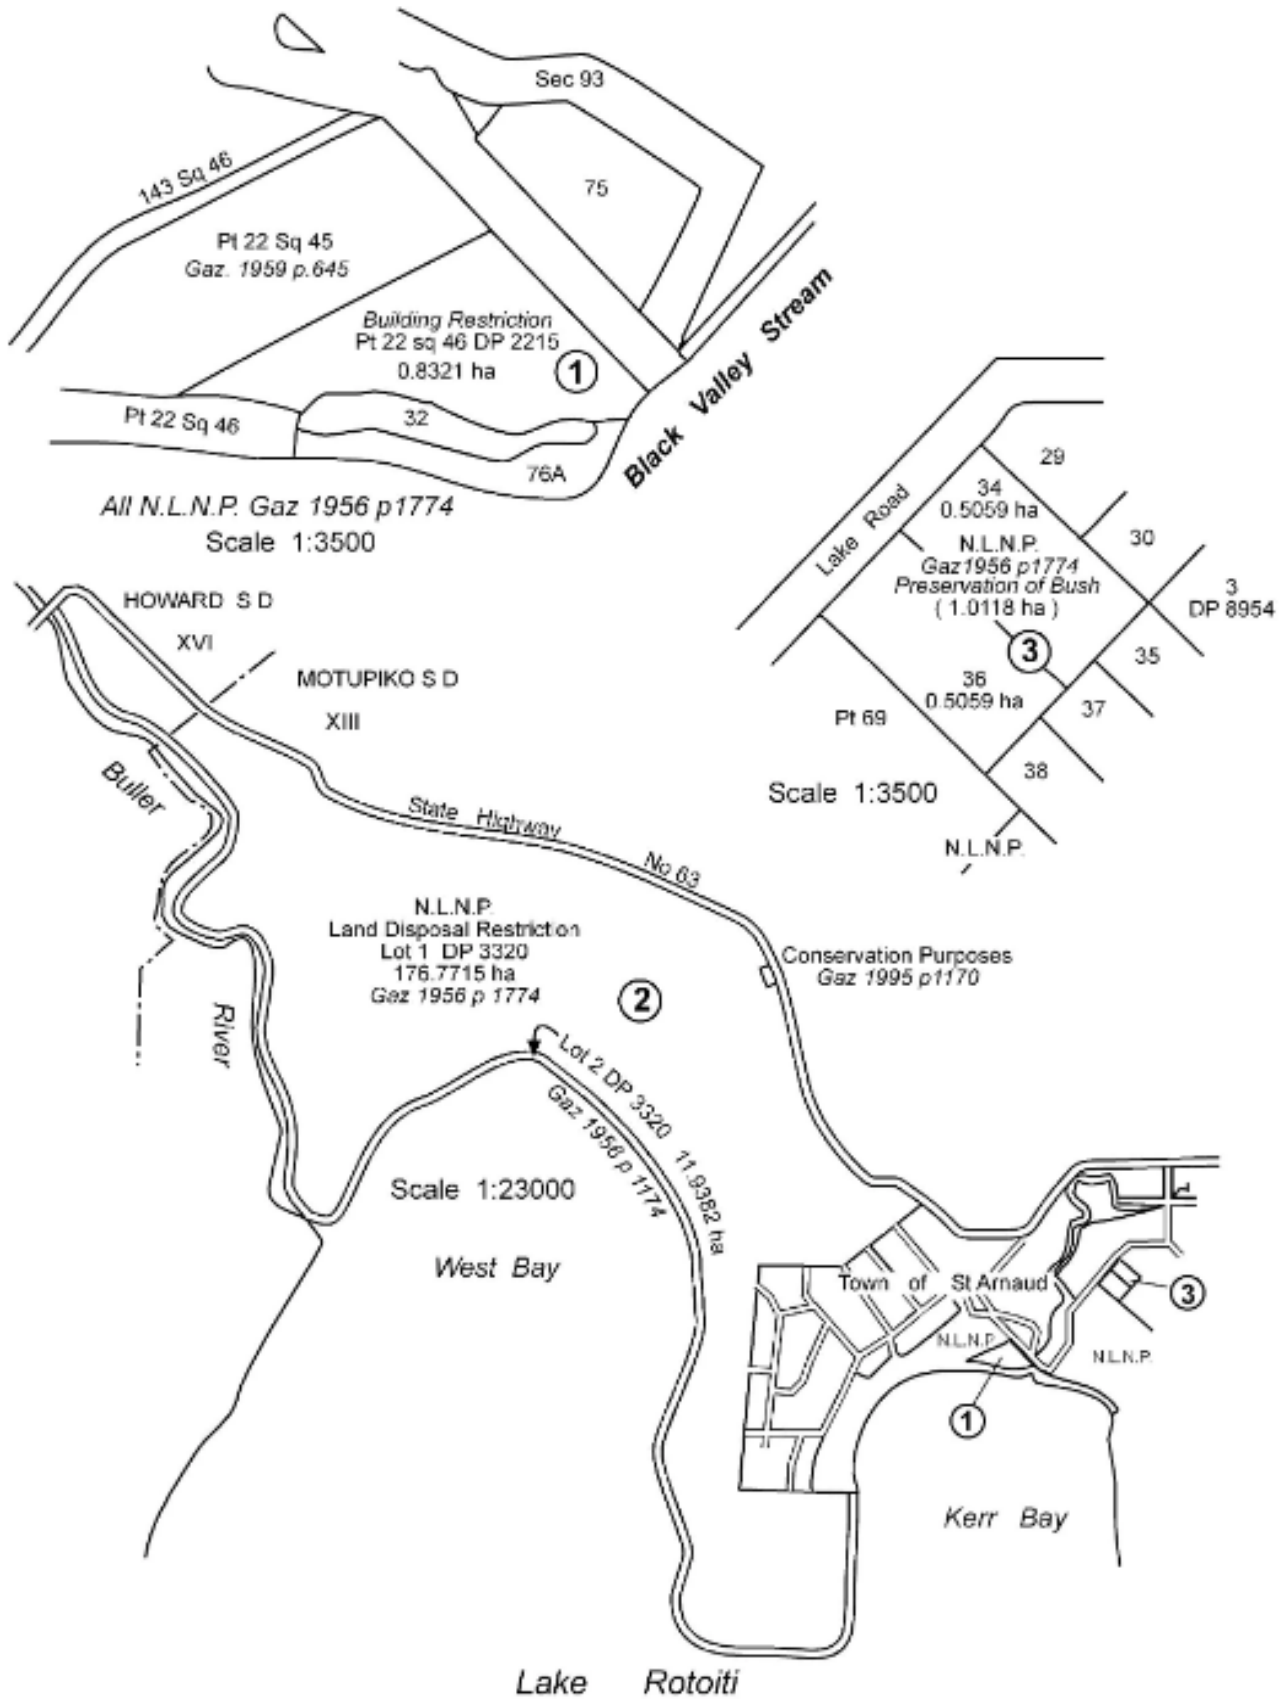 Sec 93
143 Sq 46
75
Pt 22 Sq 45
Gaz. 1959 p.645
Building Restriction
Pt 22 sq 46 DP 2215
0.8321 ha
1
Black Valley Stream
Pt 22 Sq 46
32
76A
All N.L.N.P. Gaz 1956 p1774
Scale 1:3500
Lake Road
29
34
0.5059 ha
30
N.L.N.P.
Gaz1956 p1774
Preservation of Bush
( 1.0118 ha )
3
DP 8954
3
35
36
0.5059 ha
37
Pt 69
38
Scale 1:3500
N.L.N.P.
HOWARD S D
XVI
MOTUPIKO S D
XIII
Buller
River
State Highway
No 63
N.L.N.P.
Land Disposal Restriction
Lot 1 DP 3320
176.7715 ha
Gaz 1956 p 1774
2
Conservation Purposes
Gaz 1995 p1170
Lot 2 DP 3320 11.9382 ha
Gaz 1956 p 1174
Scale 1:23000
West Bay
Town of St Arnaud
3
N.L.N.P.
N.L.N.P.
1
Kerr Bay
Lake Rotoiti